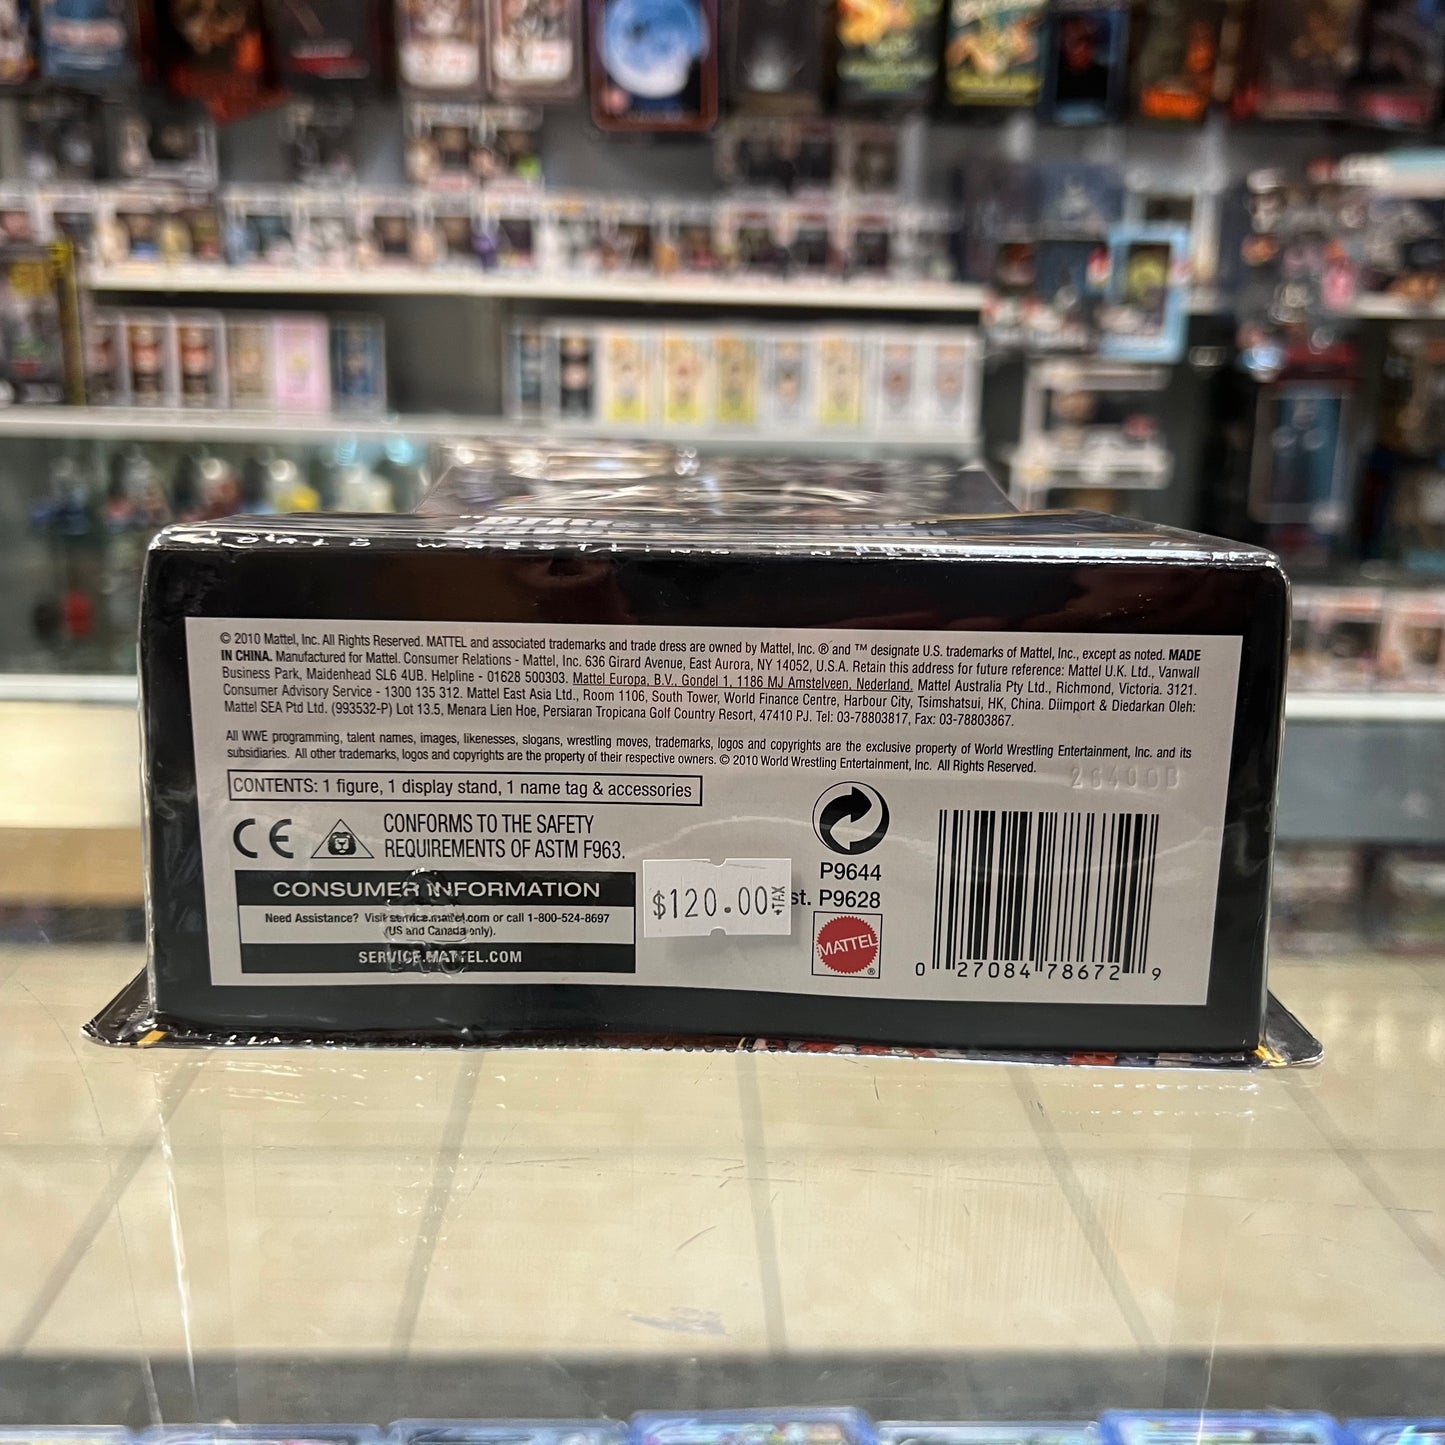 WORLD WRESTLING
© 2010 Mattel, Inc. All Rights Reserved. MATTEL and associated trademarks and trade dress are owned by Mattel, Inc. ® and ™ designate U.S. trademarks of Mattel, Inc., except as noted. MADE
IN CHINA. Manufactured for Mattel. Consumer Relations - Mattel, Inc. 636 Girard Avenue, East Aurora, NY 14052, U.S.A. Retain this address for future reference: Mattel U.K. Ltd., Vanwall
Business Park, Maidenhead SL6 4UB. Helpline - 01628 500303. Mattel Europa, B.V., Gondel 1, 1186 MJ Amstelveen, Nederland. Mattel Australia Pty Ltd., Richmond, Victoria. 3121.
Consumer Advisory Service - 1300 135 312. Mattel East Asia Ltd., Room 1106, South Tower, World Finance Centre, Harbour City, Tsimshatsui, HK, China. Diimport & Diedarkan Oleh:
Mattel SEA Ptd Ltd. (993532-P) Lot 13.5, Menara Lien Hoe, Persiaran Tropicana Golf Country Resort, 47410 PJ. Tel: 03-78803817, Fax: 03-78803867.
All WWE programming, talent names, images, likenesses, slogans, wrestling moves, trademarks, logos and copyrights are the exclusive property of World Wrestling Entertainment, Inc. and its
subsidiaries. All other trademarks, logos and copyrights are the property of their respective owners. © 2010 World Wrestling Entertainment, Inc. All Rights Reserved.
26400B
CONTENTS: 1 figure, 1 display stand, 1 name tag & accessories
CE
CONFORMS TO THE SAFETY
REQUIREMENTS OF ASTM F963.
CONSUMER INFORMATION
Need Assistance? Visit service.mattel.com or call 1-800-524-8697
(US and Canada only).
SERVICE.MATTEL.COM
$120.00 +TAX
P9644
st. P9628
MATTEL ®
0 27084 78672 9